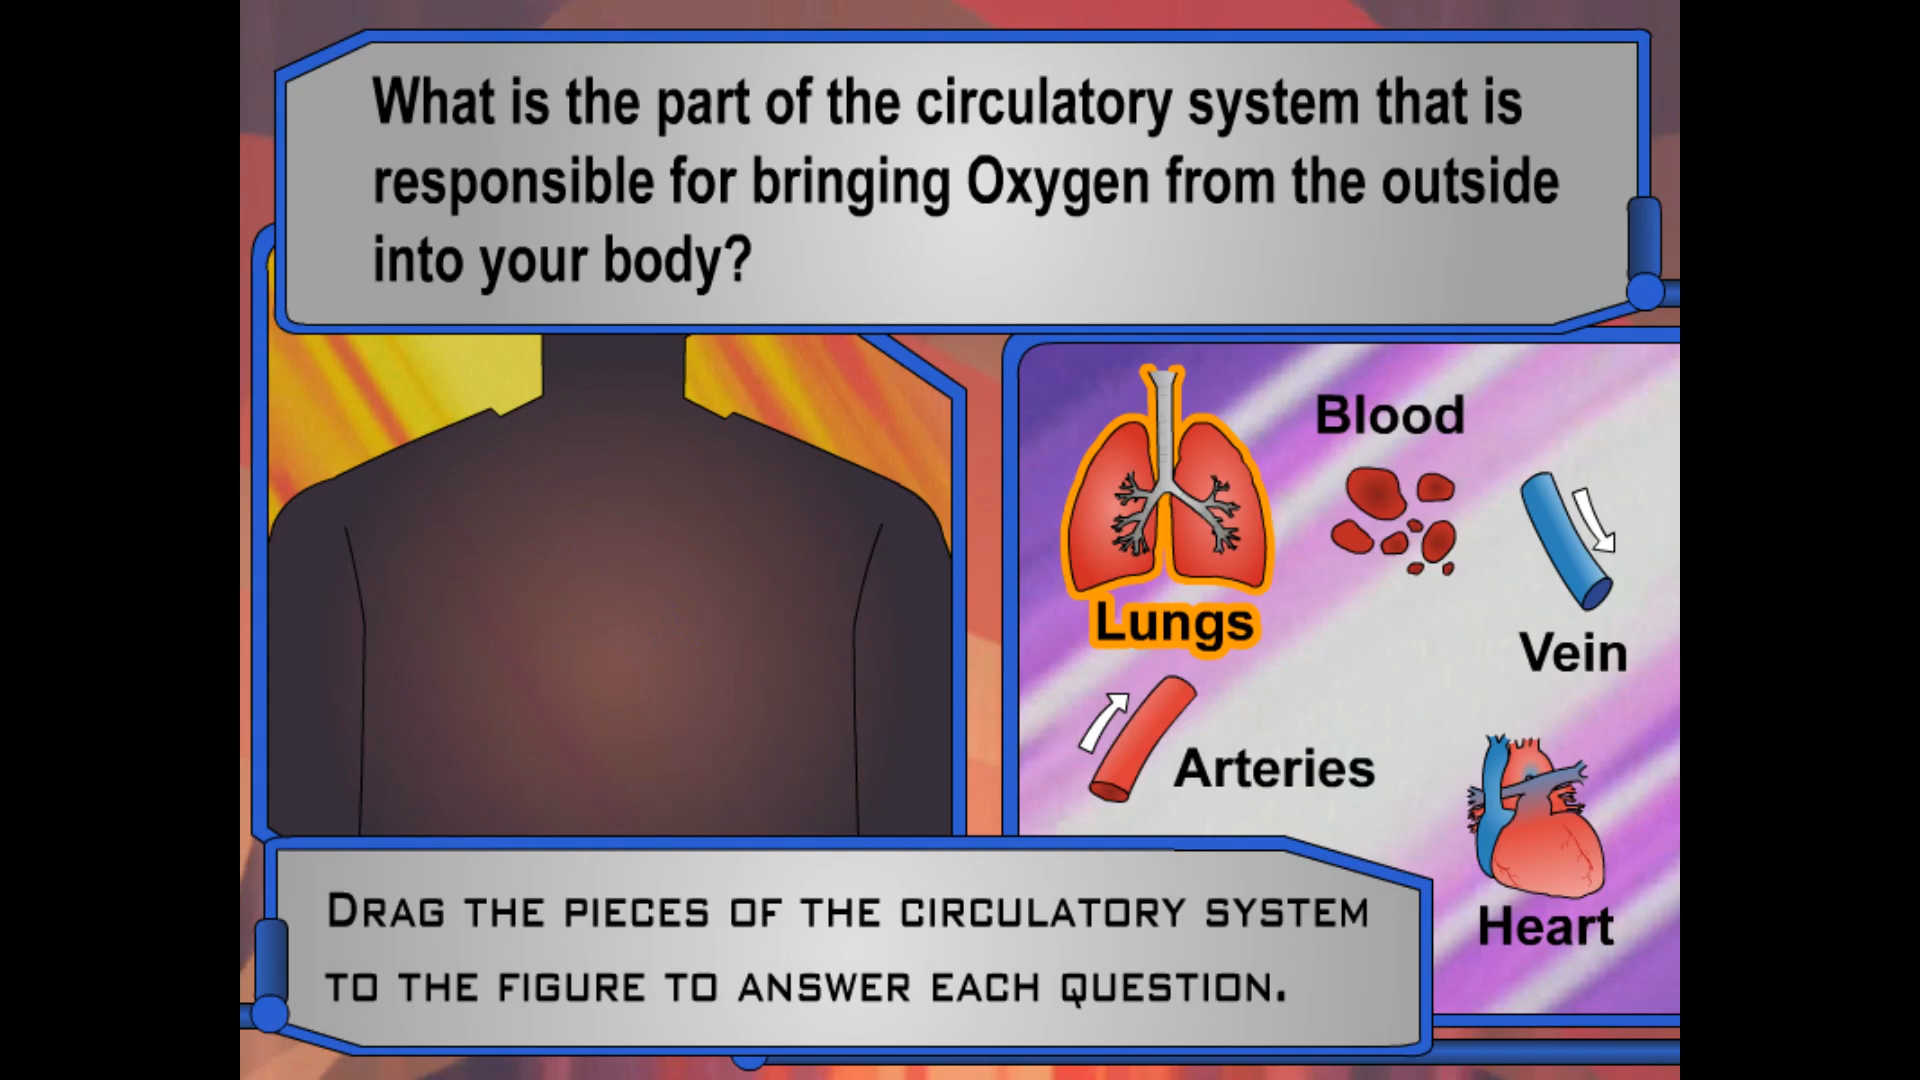 What is the part of the circulatory system that is
responsible for bringing Oxygen from the outside
into your body?
Blood
Lungs
Vein
Arteries
Heart
DRAG THE PIECES OF THE CIRCULATORY SYSTEM
TO THE FIGURE TO ANSWER EACH QUESTION.